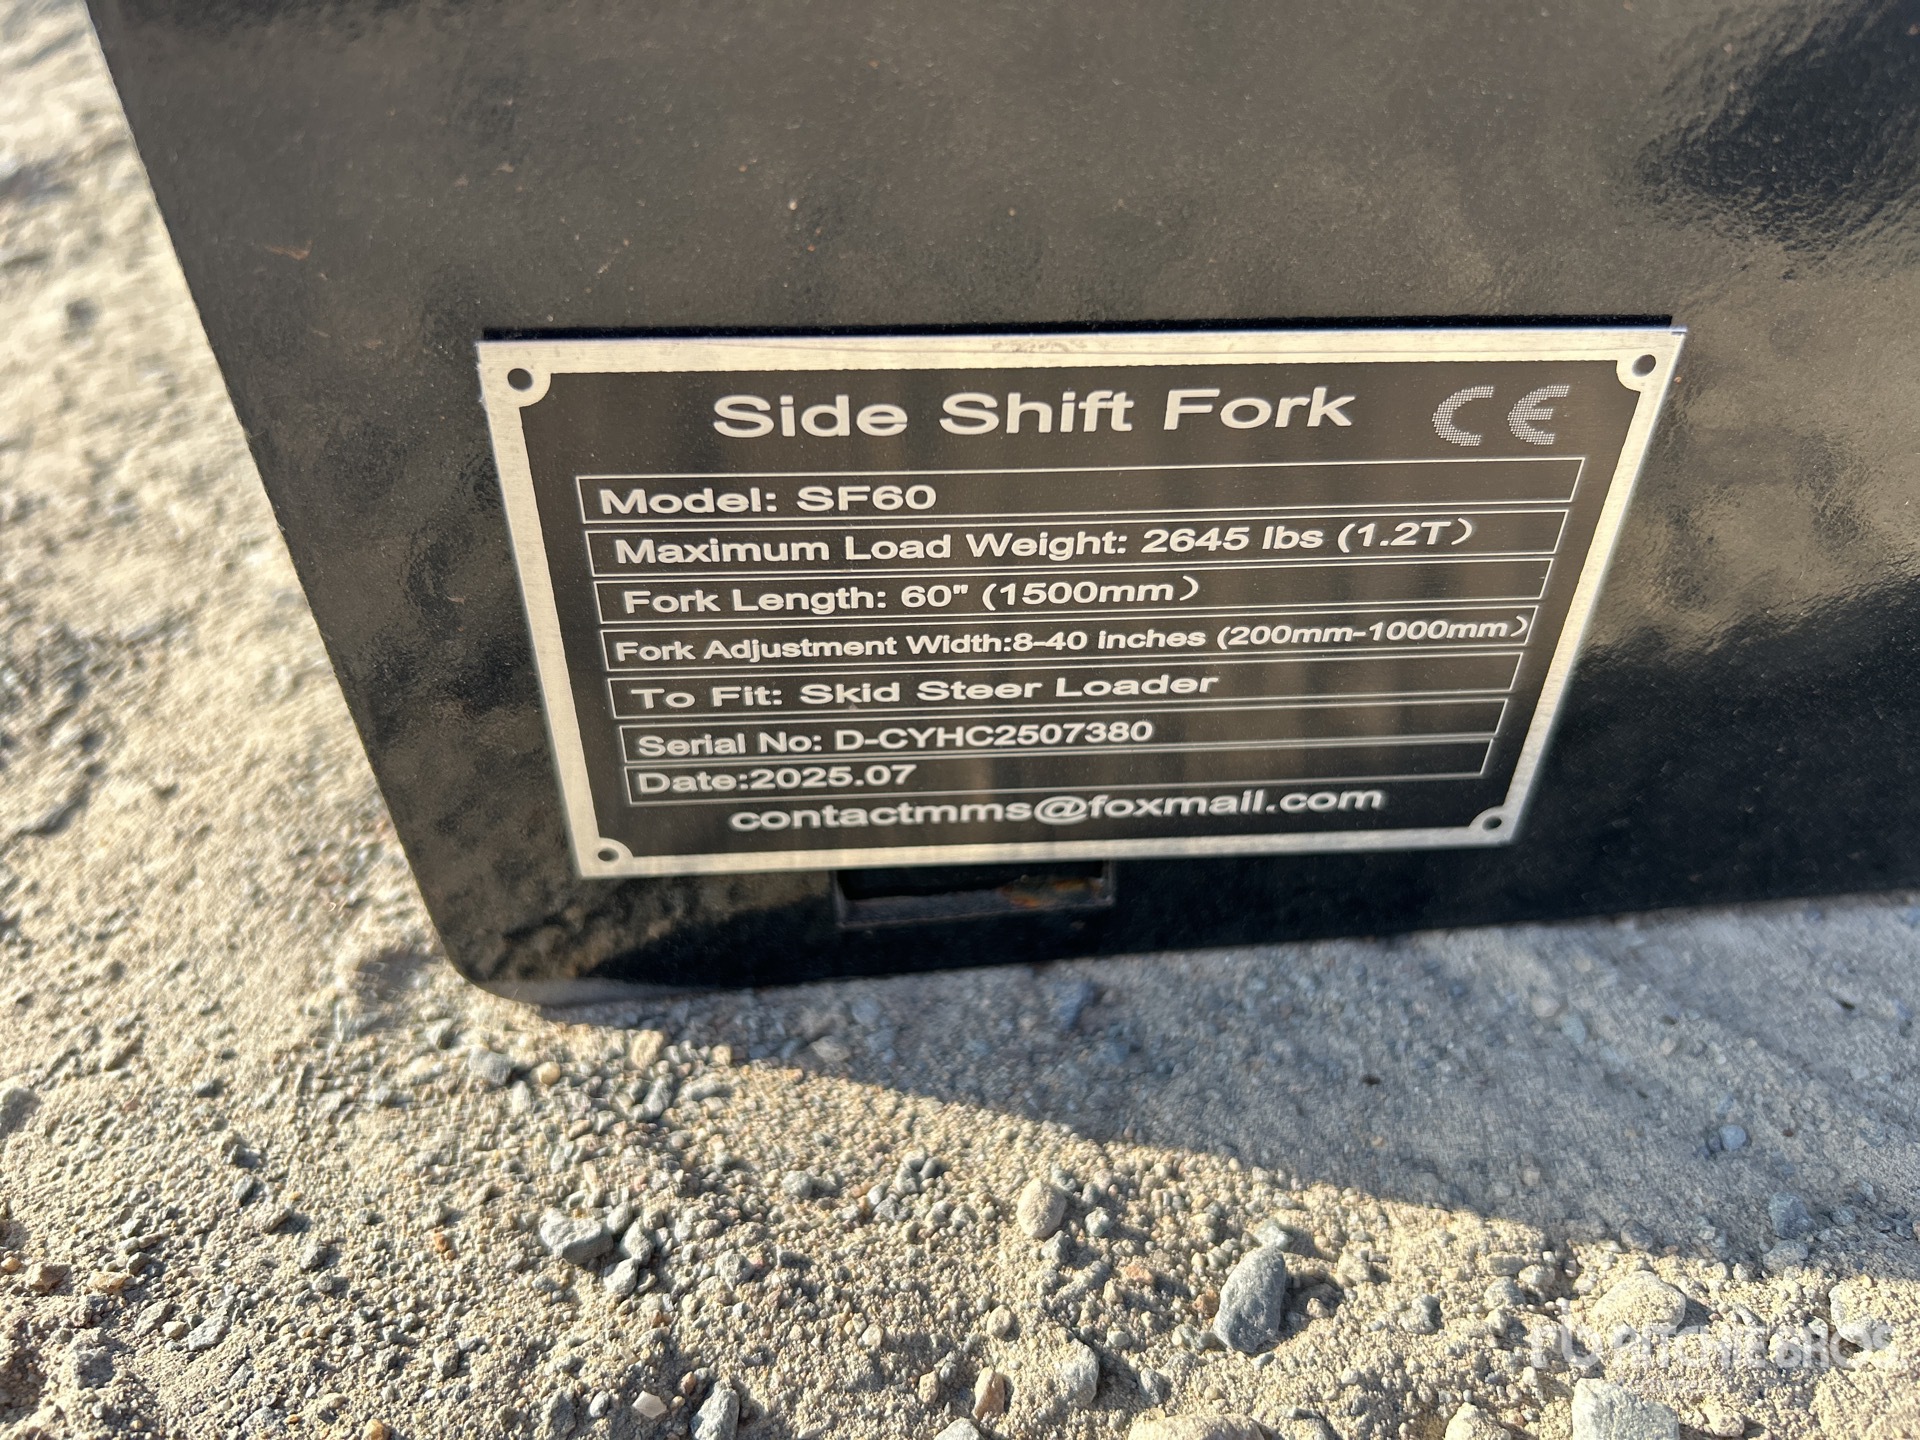 Side Shift Fork CE
Model: SF60
Maximum Load Weight: 2645 lbs (1.2T)
Fork Length: 60" (1500mm)
Fork Adjustment Width:8-40 inches (200mm-1000mm)
To Fit: Skid Steer Loader
Serial No: D-CYHC2507380
Date:2025.07
contactmms@foxmail.com
RITCHIE BROS